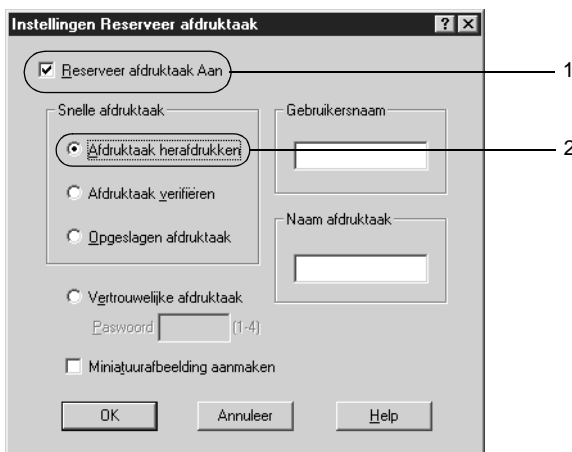 Instellingen Reserveer afdruktaak
Reserveer afdruktaak Aan
1
Snelle afdruktaak
Afdruktaak herafdrukken
2
Afdruktaak verifiëren
Opgeslagen afdruktaak
Gebruikersnaam
Naam afdruktaak
Vertrouwelijke afdruktaak
Paswoord (1-4)
Miniatuurafbeelding aanmaken
OK Annuleer Help